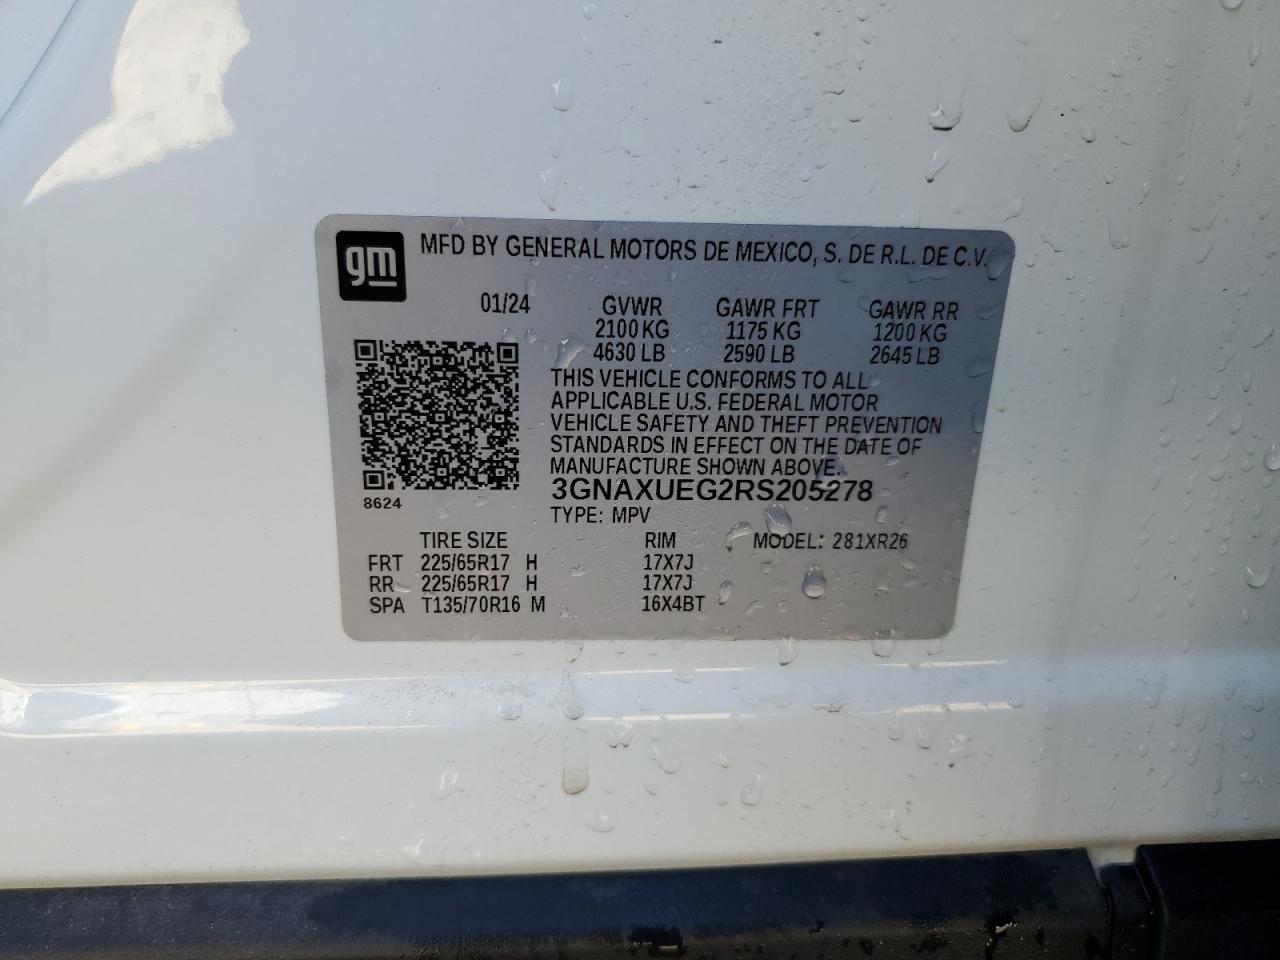 gm
MFD BY GENERAL MOTORS DE MEXICO, S. DE R.L. DE C.V.
01/24 GVWR GAWR FRT GAWR RR
2100 KG 1175 KG 1200 KG
4630 LB 2590 LB 2645 LB
THIS VEHICLE CONFORMS TO ALL
APPLICABLE U.S. FEDERAL MOTOR
VEHICLE SAFETY AND THEFT PREVENTION
STANDARDS IN EFFECT ON THE DATE OF
MANUFACTURE SHOWN ABOVE.
3GNAXUEG2RS205278
8624
TYPE: MPV
TIRE SIZE RIM MODEL: 281XR26
FRT 225/65R17 H 17X7J
RR 225/65R17 H 17X7J
SPA T135/70R16 M 16X4BT